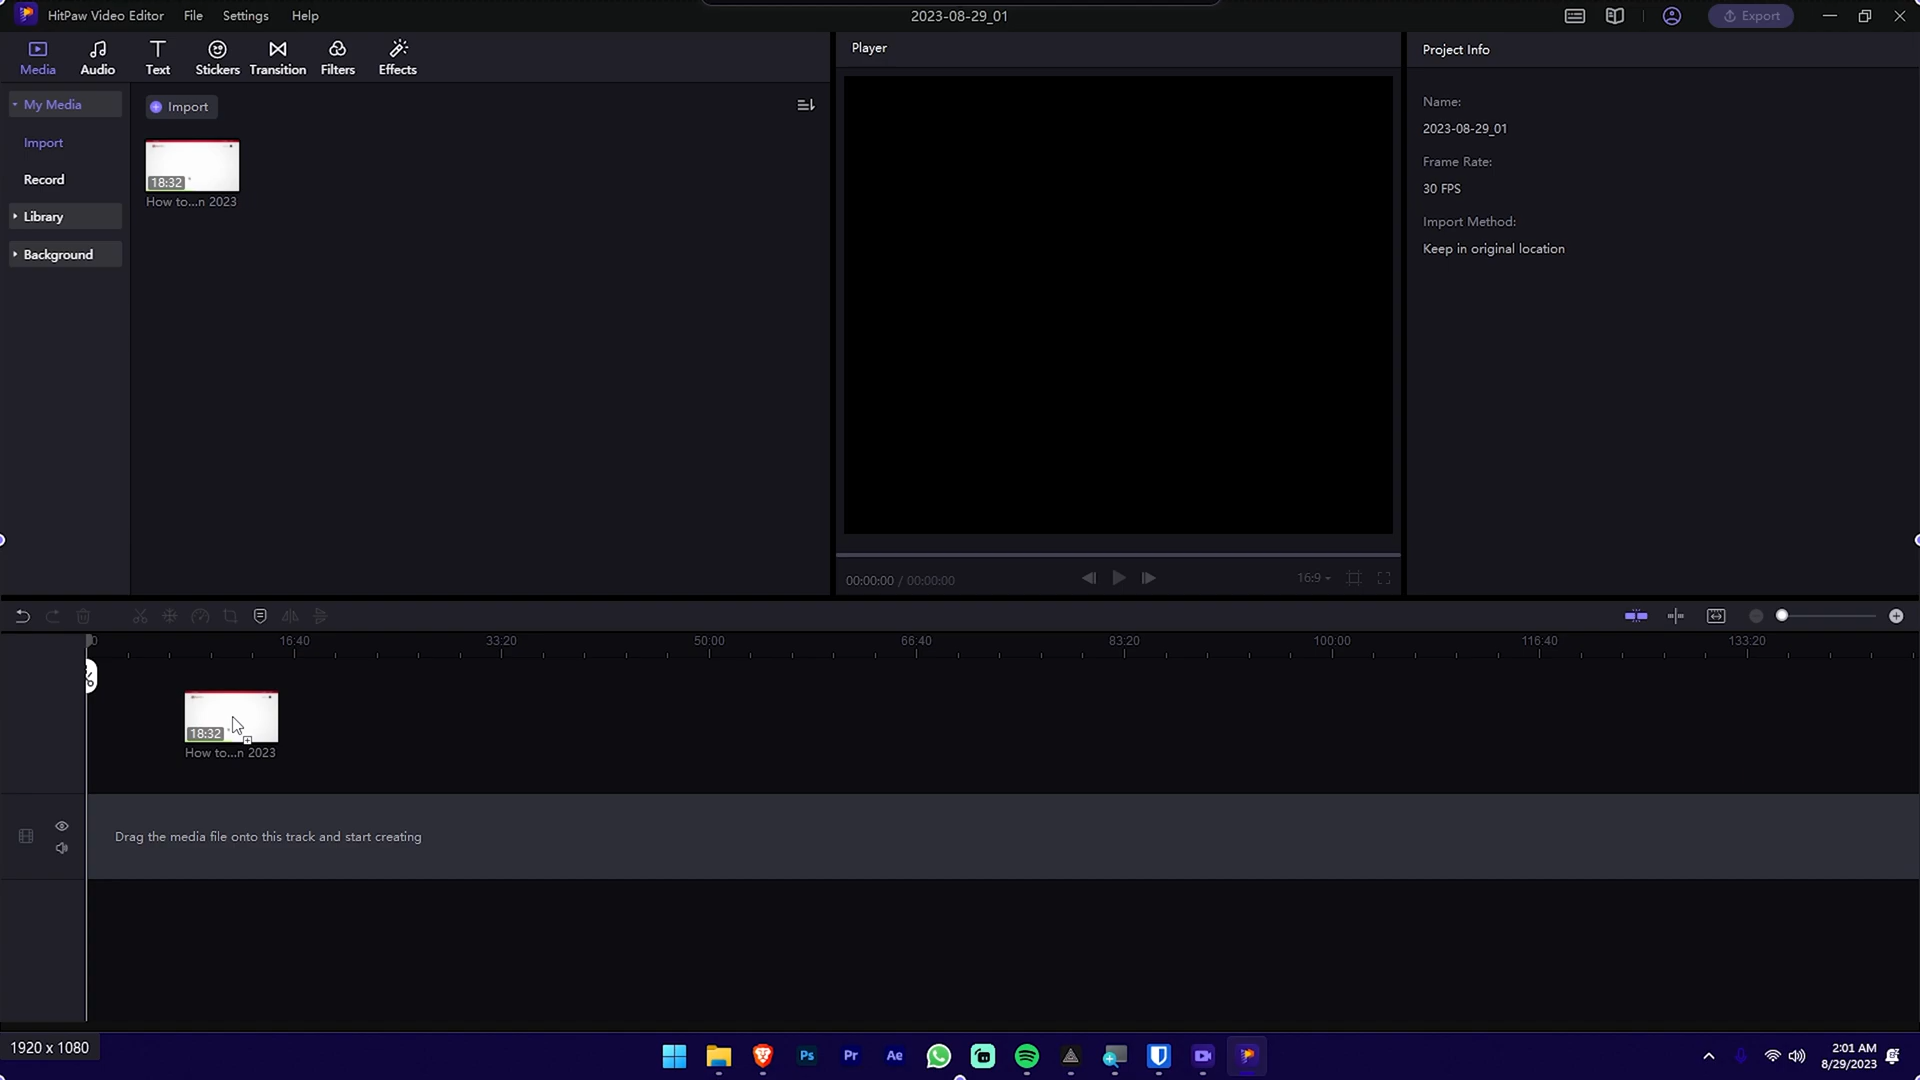 HitPaw Video Editor File Settings Help
2023-08-29_01
Export
Media Audio Text Stickers Transition Filters Effects
Player
Project Info
My Media
Import
Record
Library
Background
Import
18:32
How to...n 2023
Name:
2023-08-29_01
Frame Rate:
30 FPS
Import Method:
Keep in original location
00:00:00 / 00:00:00
16:9
0 16:40 33:20 50:00 66:40 83:20 100:00 116:40 133:20
18:32
How to...n 2023
Drag the media file onto this track and start creating
1920 x 1080
Ps Pr Ae
2:01 AM
8/29/2023